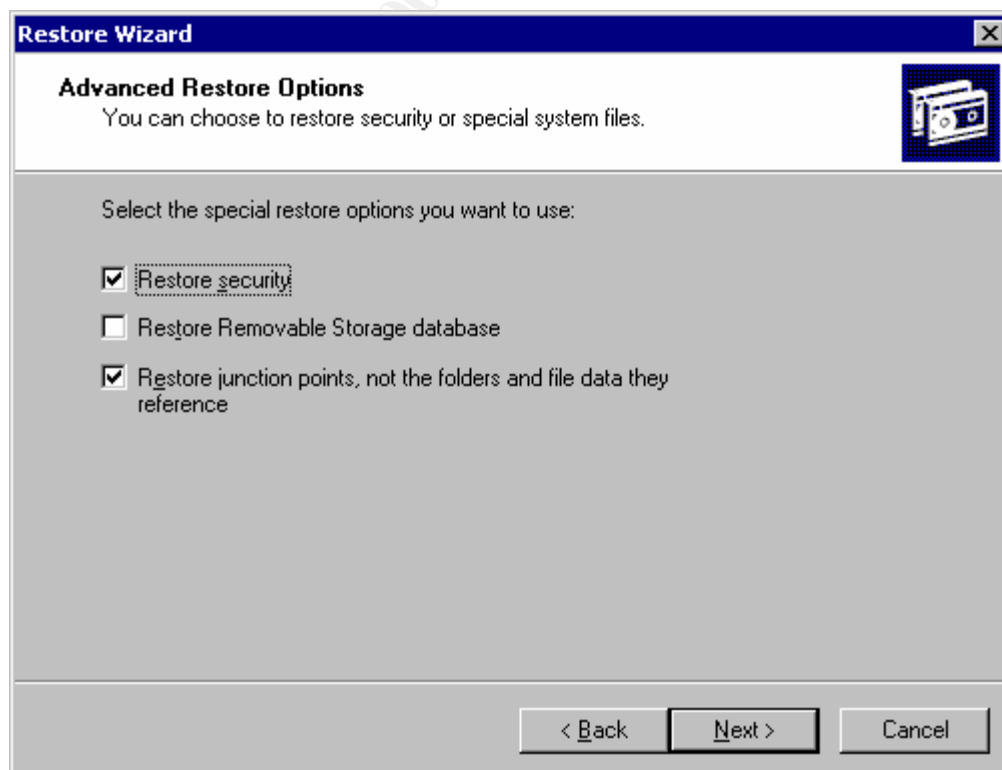 Restore Wizard
Advanced Restore Options
You can choose to restore security or special system files.
Select the special restore options you want to use:
Restore security
Restore Removable Storage database
Restore junction points, not the folders and file data they
reference
< Back
Next >
Cancel